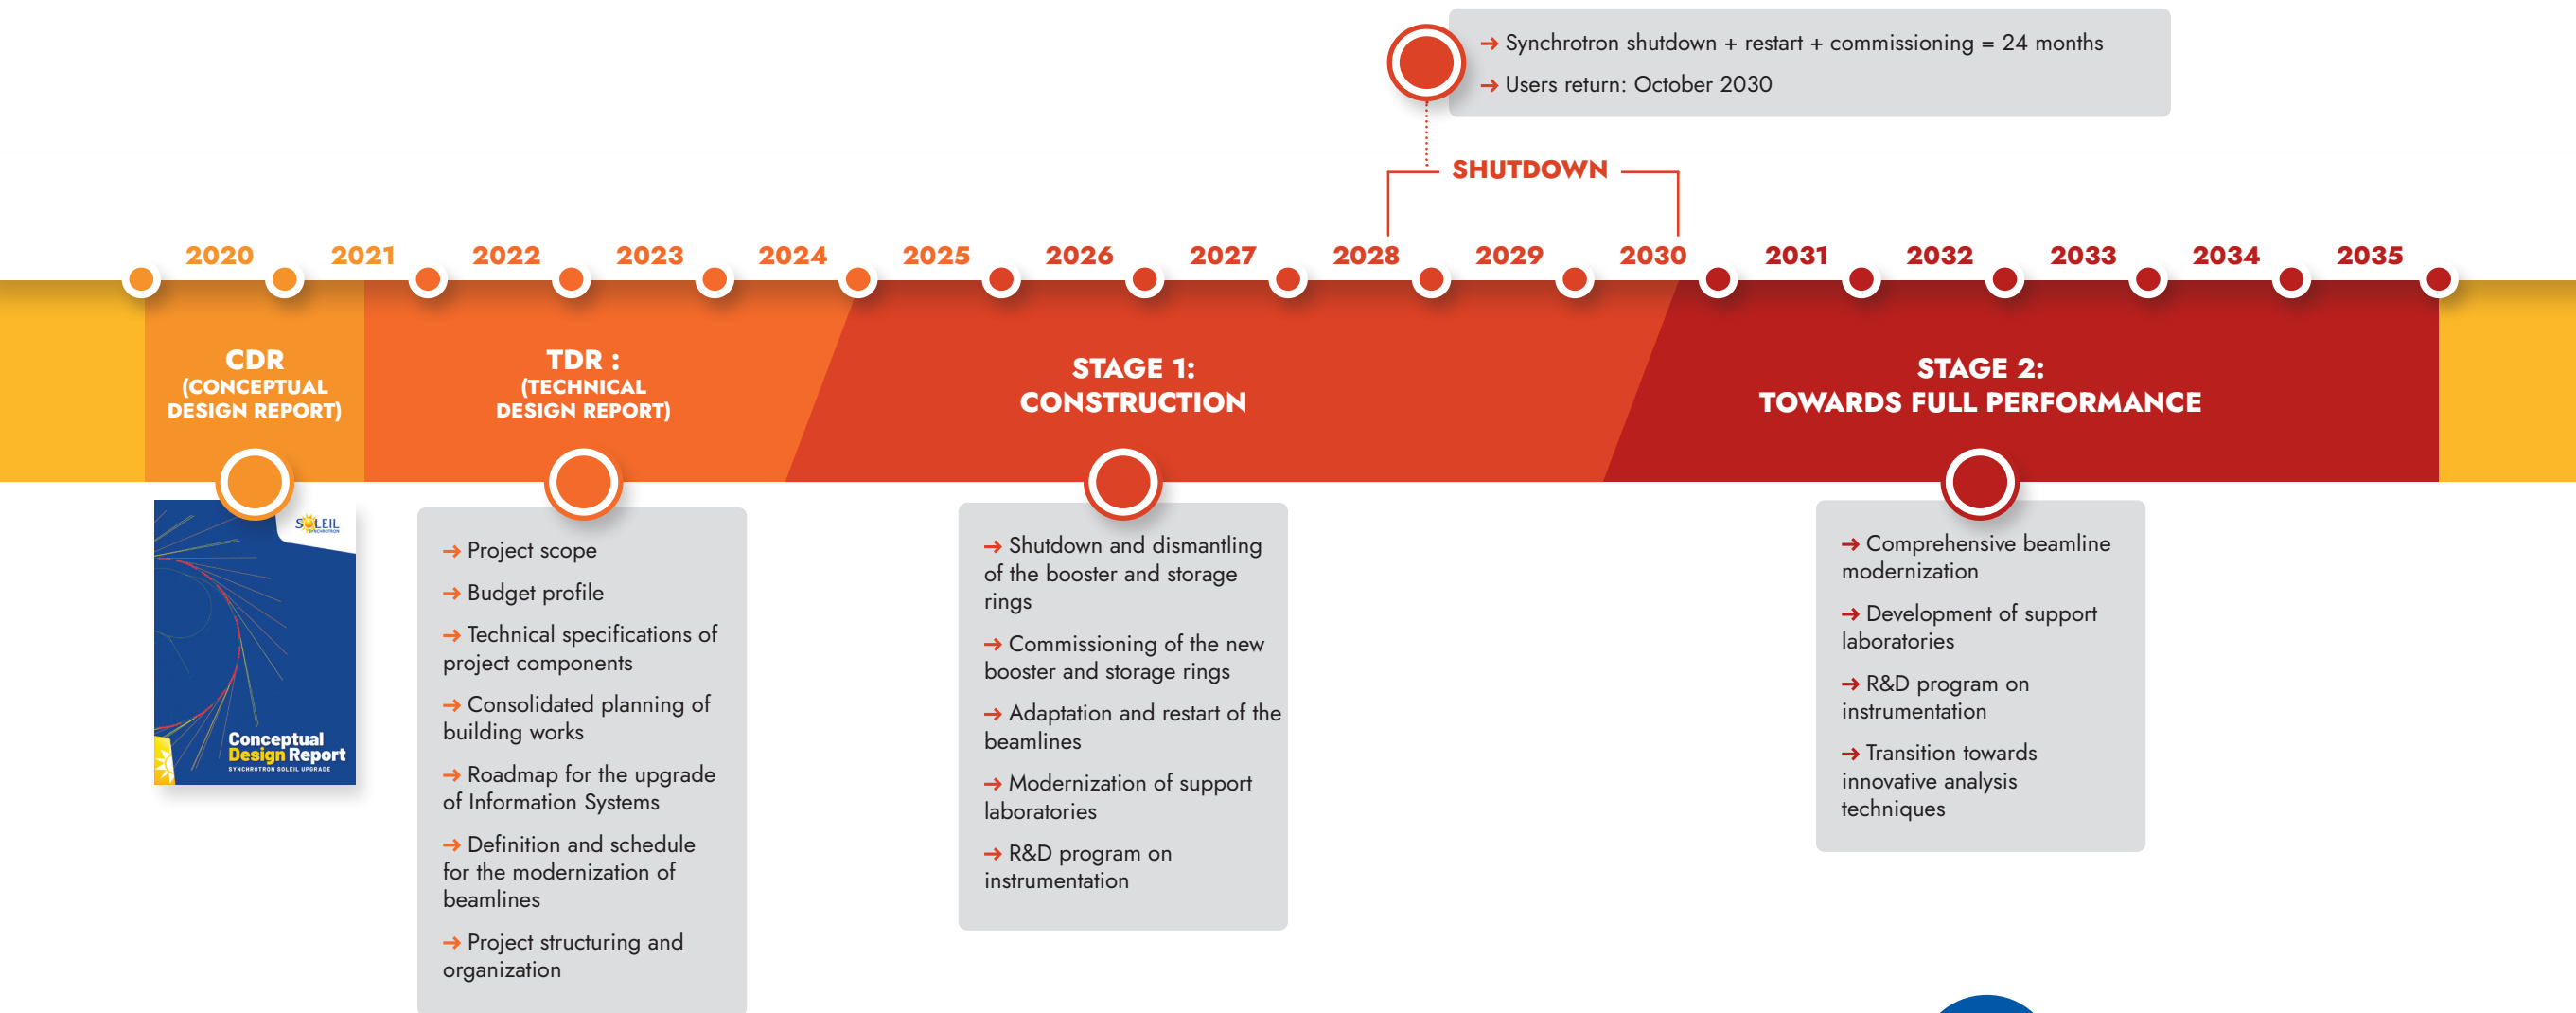 → Synchrotron shutdown + restart + commissioning = 24 months
→ Users return: October 2030
SHUTDOWN
2020 2021 2022 2023 2024 2025 2026 2027 2028 2029 2030 2031 2032 2033 2034 2035
CDR
(CONCEPTUAL
DESIGN REPORT)
TDR :
(TECHNICAL
DESIGN REPORT)
STAGE 1:
CONSTRUCTION
STAGE 2:
TOWARDS FULL PERFORMANCE
SOLEIL
SYNCHROTRON
Conceptual
Design Report
SYNCHROTRON SOLEIL UPGRADE
→ Project scope
→ Budget profile
→ Technical specifications of
project components
→ Consolidated planning of
building works
→ Roadmap for the upgrade
of Information Systems
→ Definition and schedule
for the modernization of
beamlines
→ Project structuring and
organization
→ Shutdown and dismantling
of the booster and storage
rings
→ Commissioning of the new
booster and storage rings
→ Adaptation and restart of the
beamlines
→ Modernization of support
laboratories
→ R&D program on
instrumentation
→ Comprehensive beamline
modernization
→ Development of support
laboratories
→ R&D program on
instrumentation
→ Transition towards
innovative analysis
techniques